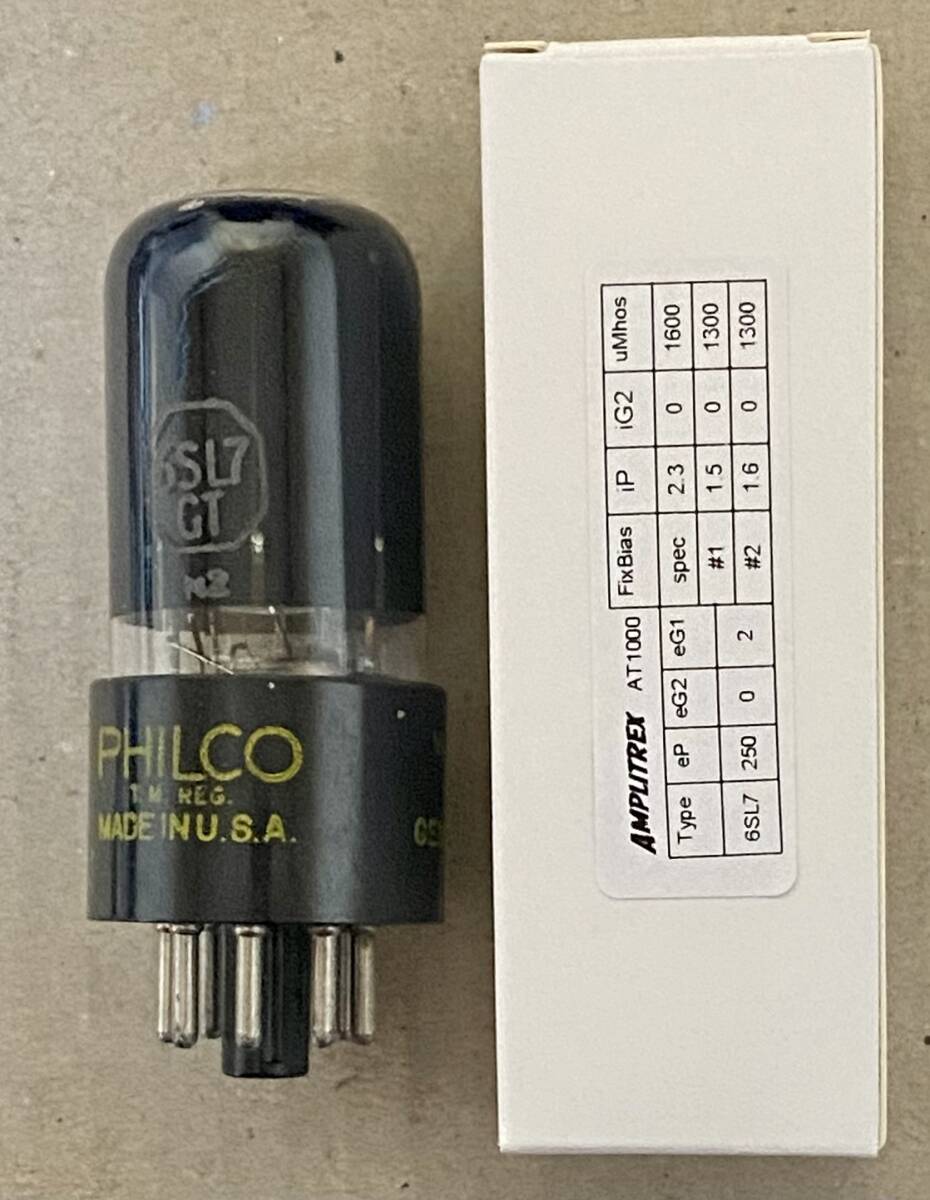 6SL7
GT
PHILCO
T.M. REG.
MADE IN U.S.A.
AMPLITREX AT1000
FixBias iP iG2 uMhos
Type eP eG2 eG1 spec 2.3 0 1600
#1 1.5 0 1300
6SL7 250 0 2 #2 1.6 0 1300